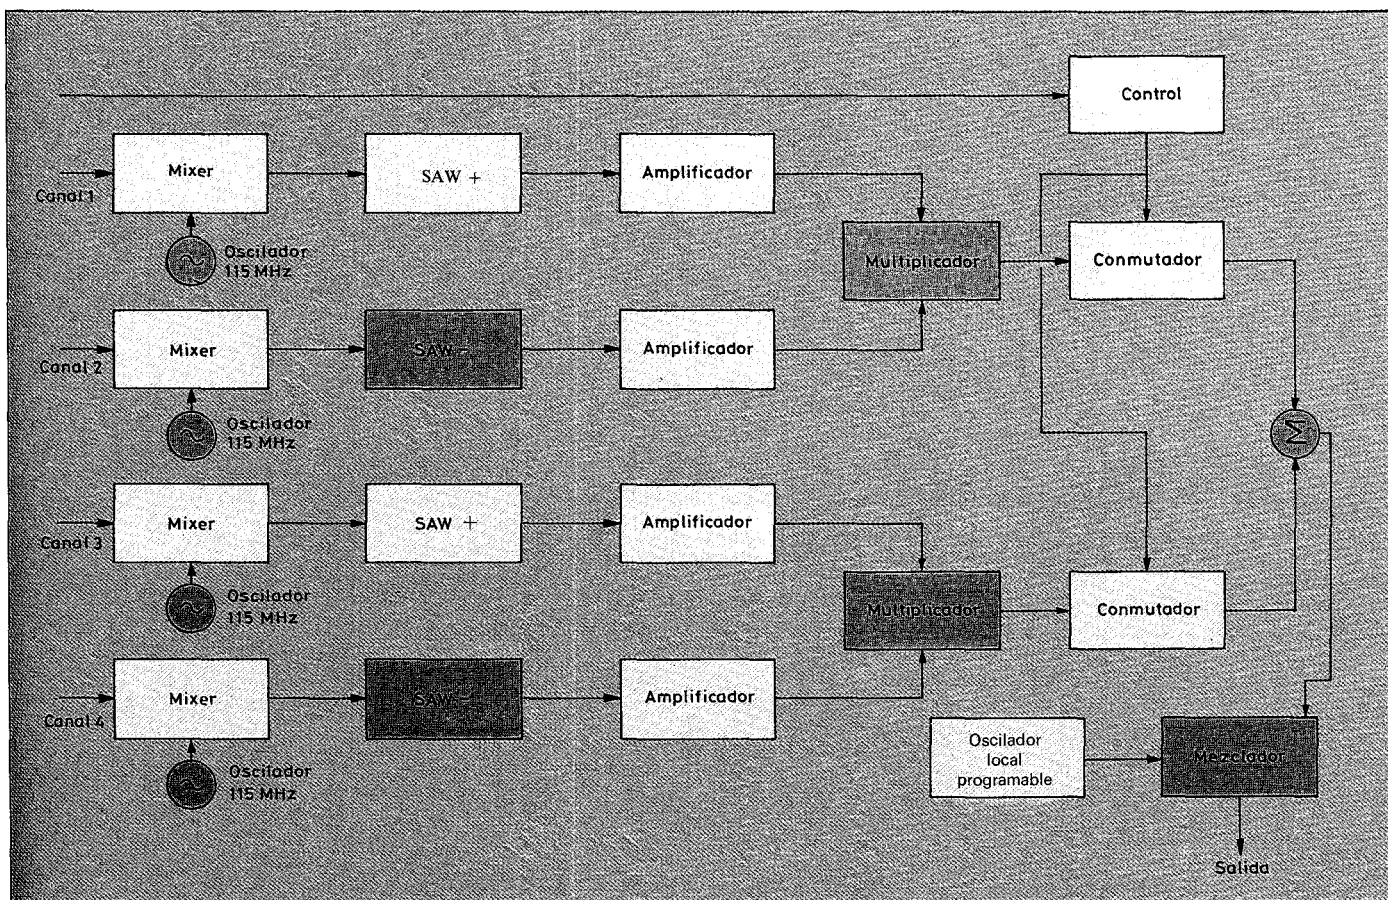 Control
Mixer
SAW +
Amplificador
Canal 1
Oscilador
115 MHz
Multiplicador
Conmutador
Mixer
SAW –
Amplificador
Canal 2
Oscilador
115 MHz
Σ
Mixer
SAW +
Amplificador
Canal 3
Oscilador
115 MHz
Multiplicador
Conmutador
Mixer
SAW –
Amplificador
Canal 4
Oscilador
115 MHz
Oscilador
local
programable
Mezclador
Salida